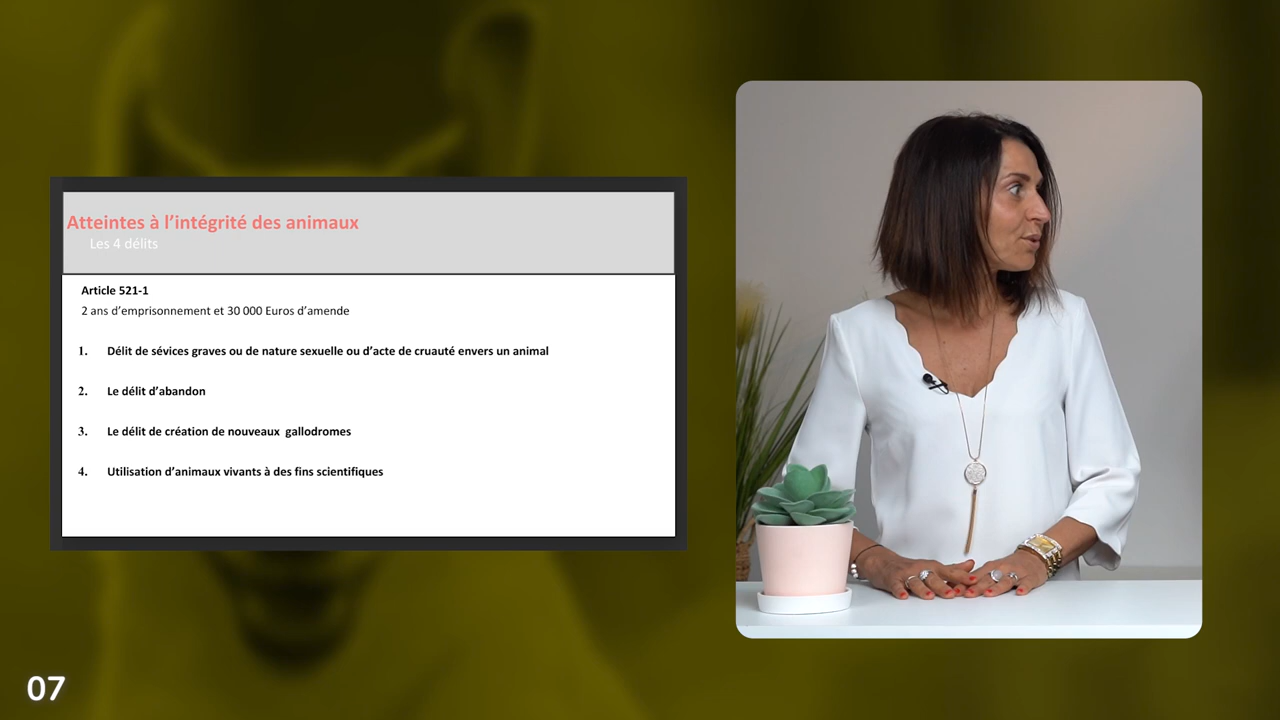 Atteintes à l’intégrité des animaux
Les 4 délits
Article 521-1
2 ans d’emprisonnement et 30 000 Euros d’amende
1. Délit de sévices graves ou de nature sexuelle ou d’acte de cruauté envers un animal
2. Le délit d’abandon
3. Le délit de création de nouveaux gallodromes
4. Utilisation d’animaux vivants à des fins scientifiques
07